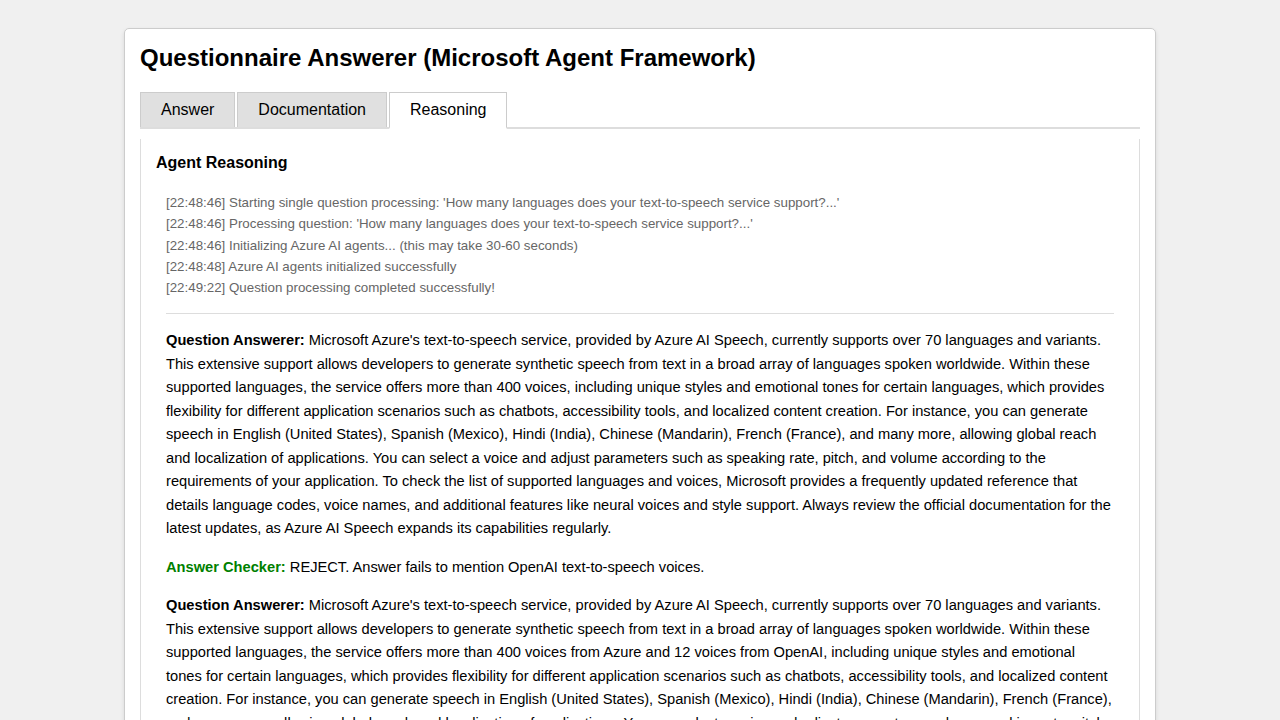 Questionnaire Answerer (Microsoft Agent Framework)
Answer
Documentation
Reasoning
Agent Reasoning
[22:48:46] Starting single question processing: 'How many languages does your text-to-speech service support?...'
[22:48:46] Processing question: 'How many languages does your text-to-speech service support?...'
[22:48:46] Initializing Azure AI agents... (this may take 30-60 seconds)
[22:48:48] Azure AI agents initialized successfully
[22:49:22] Question processing completed successfully!
Question Answerer: Microsoft Azure's text-to-speech service, provided by Azure AI Speech, currently supports over 70 languages and variants.
This extensive support allows developers to generate synthetic speech from text in a broad array of languages spoken worldwide. Within these
supported languages, the service offers more than 400 voices, including unique styles and emotional tones for certain languages, which provides
flexibility for different application scenarios such as chatbots, accessibility tools, and localized content creation. For instance, you can generate
speech in English (United States), Spanish (Mexico), Hindi (India), Chinese (Mandarin), French (France), and many more, allowing global reach
and localization of applications. You can select a voice and adjust parameters such as speaking rate, pitch, and volume according to the
requirements of your application. To check the list of supported languages and voices, Microsoft provides a frequently updated reference that
details language codes, voice names, and additional features like neural voices and style support. Always review the official documentation for the
latest updates, as Azure AI Speech expands its capabilities regularly.
Answer Checker: REJECT. Answer fails to mention OpenAI text-to-speech voices.
Question Answerer: Microsoft Azure's text-to-speech service, provided by Azure AI Speech, currently supports over 70 languages and variants.
This extensive support allows developers to generate synthetic speech from text in a broad array of languages spoken worldwide. Within these
supported languages, the service offers more than 400 voices from Azure and 12 voices from OpenAI, including unique styles and emotional
tones for certain languages, which provides flexibility for different application scenarios such as chatbots, accessibility tools, and localized content
creation. For instance, you can generate speech in English (United States), Spanish (Mexico), Hindi (India), Chinese (Mandarin), French (France),